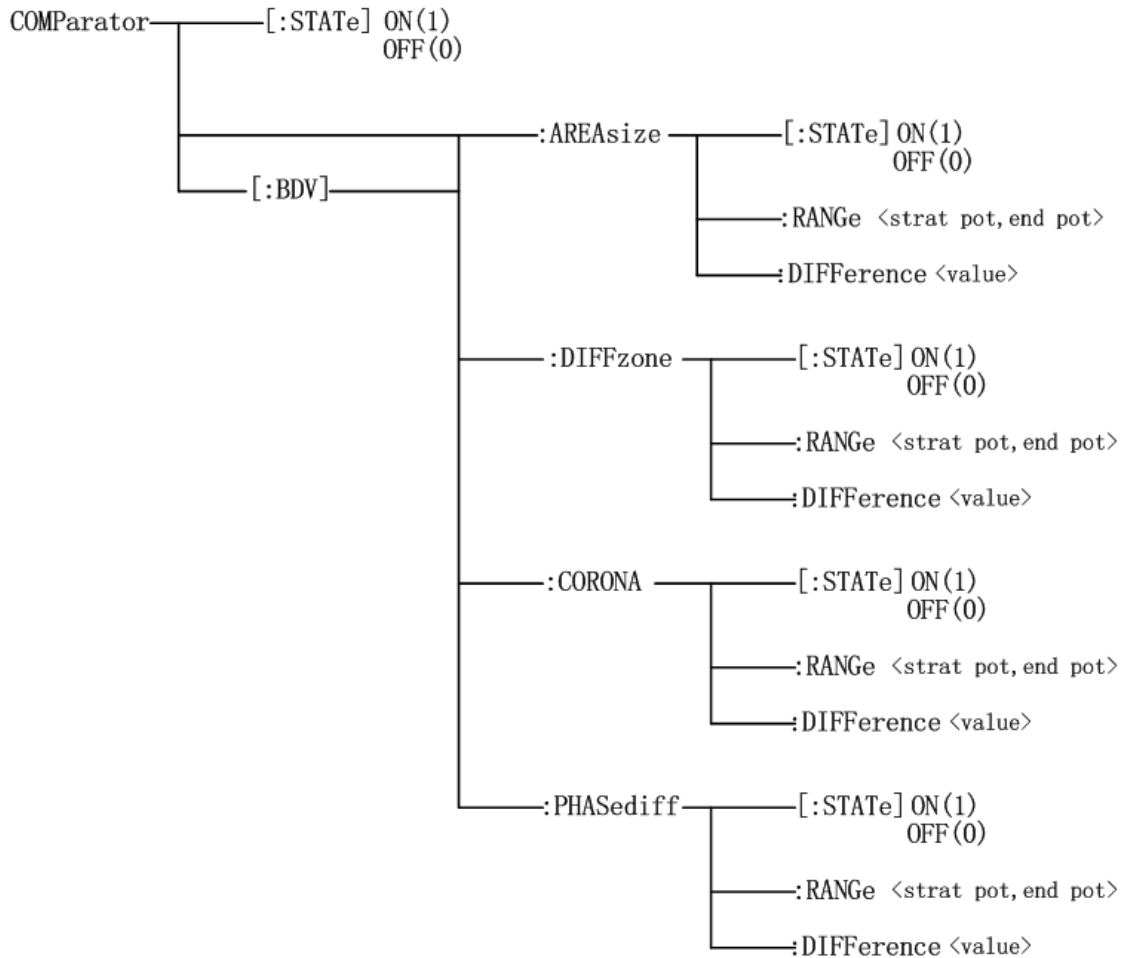 COMParator [:STATe] ON(1)
OFF(0)
:AREAsize [:STATe] ON(1)
OFF(0)
[:BDV]
:RANGe <strat pot,end pot>
:DIFFerence <value>
:DIFFzone [:STATe] ON(1)
OFF(0)
:RANGe <strat pot,end pot>
:DIFFerence <value>
:CORONA [:STATe] ON(1)
OFF(0)
:RANGe <strat pot,end pot>
:DIFFerence <value>
:PHASediff [:STATe] ON(1)
OFF(0)
:RANGe <strat pot,end pot>
:DIFFerence <value>